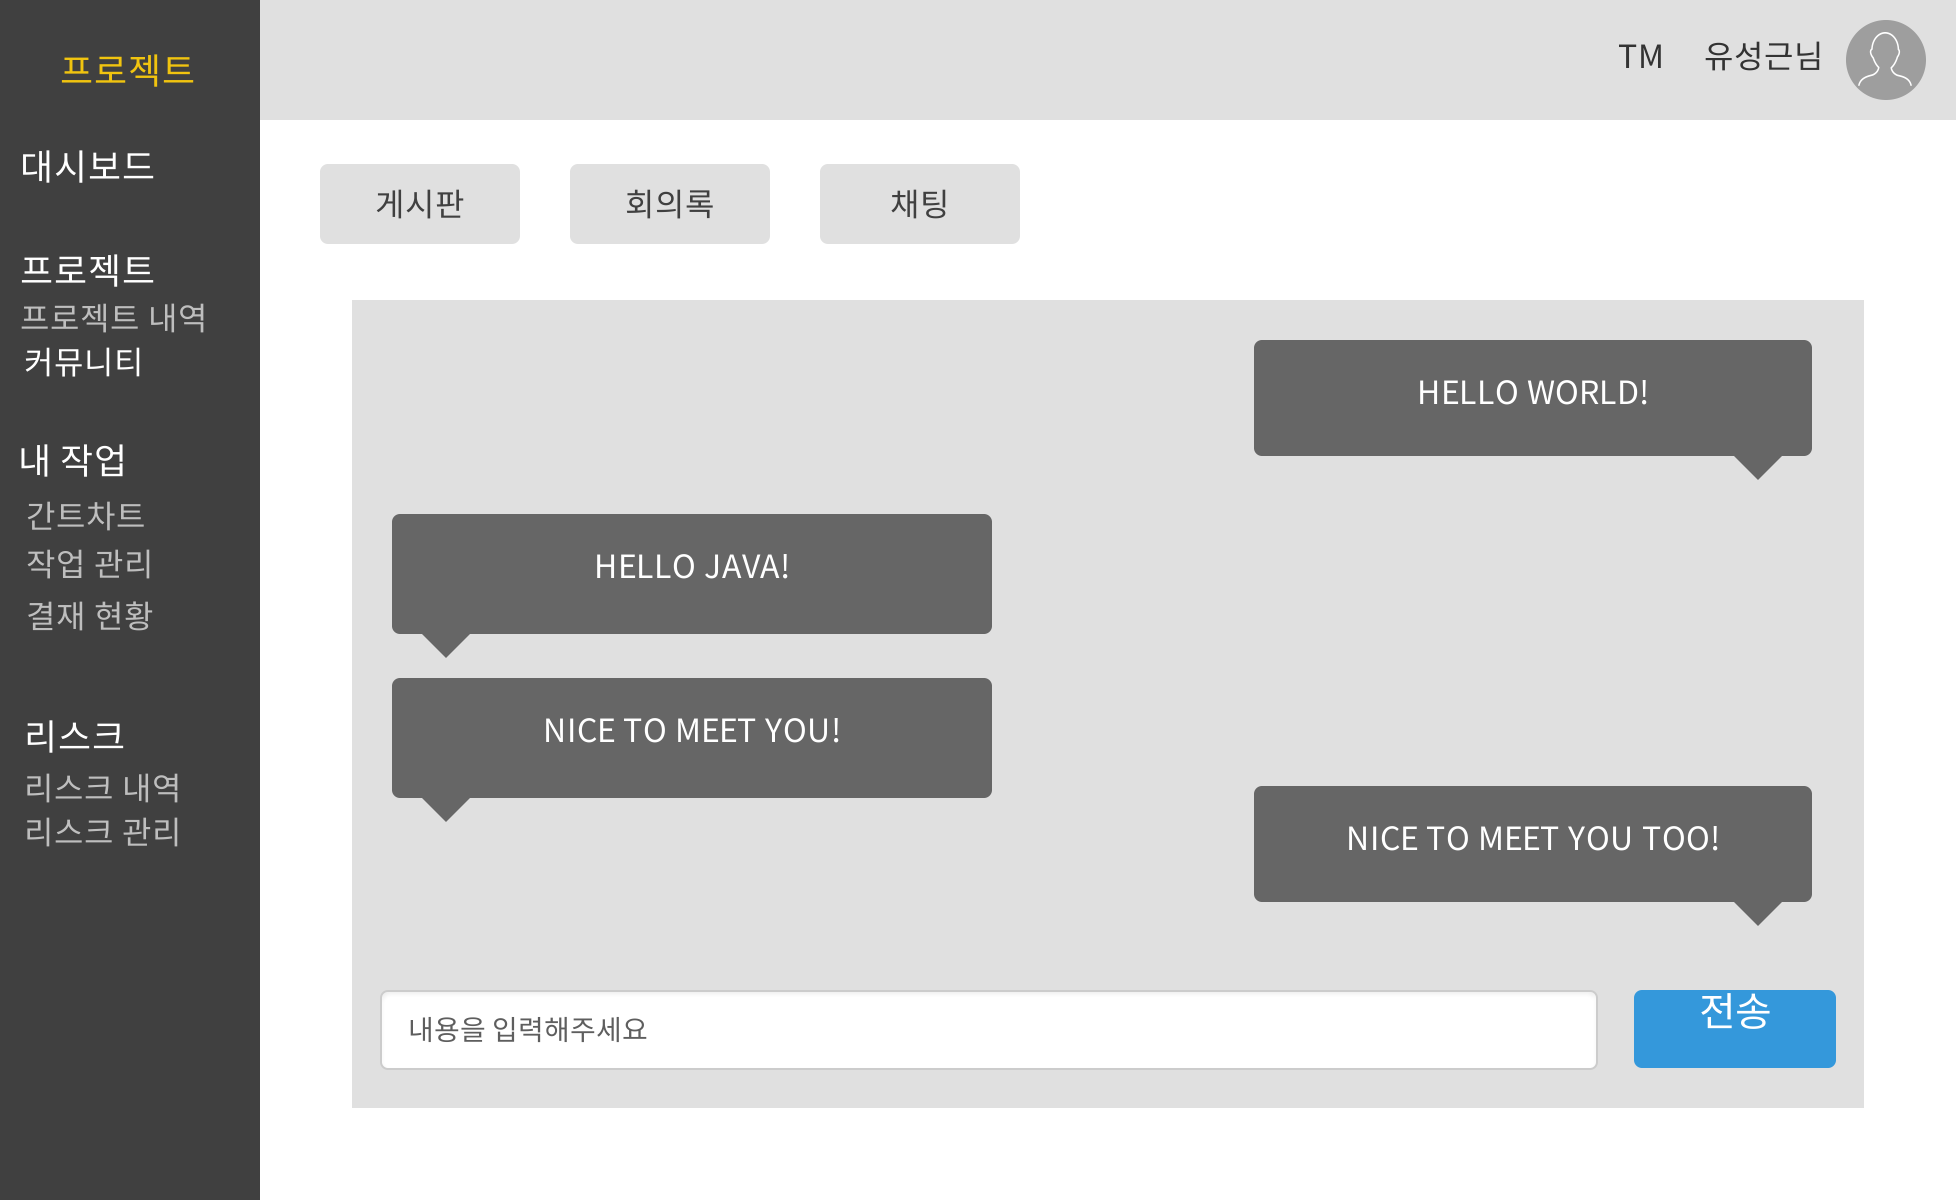 프로젝트
대시보드
프로젝트
프로젝트 내역
커뮤니티
내 작업
간트차트
작업 관리
결재 현황
리스크
리스크 내역
리스크 관리
TM 유성근님
게시판 회의록 채팅
HELLO WORLD!
HELLO JAVA!
NICE TO MEET YOU!
NICE TO MEET YOU TOO!
내용을 입력해주세요 전송